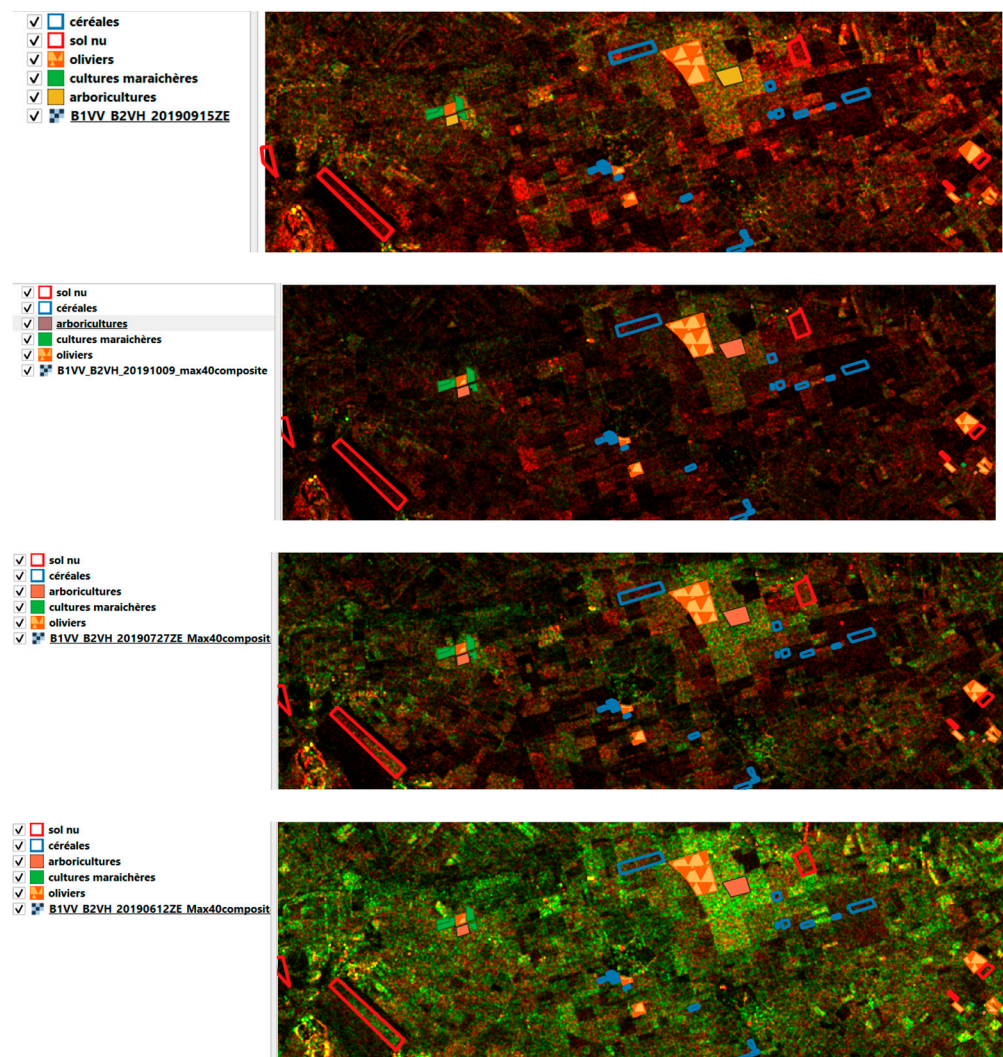 céréales
sol nu
oliviers
cultures maraichères
arboricultures
B1VV_B2VH_20190915ZE
sol nu
céréales
arboricultures
cultures maraichères
oliviers
B1VV_B2VH_20191009_max40composite
sol nu
céréales
arboricultures
cultures maraichères
oliviers
B1VV_B2VH_20190727ZE_Max40composit
sol nu
céréales
arboricultures
cultures maraichères
oliviers
B1VV_B2VH_20190612ZE_Max40composit